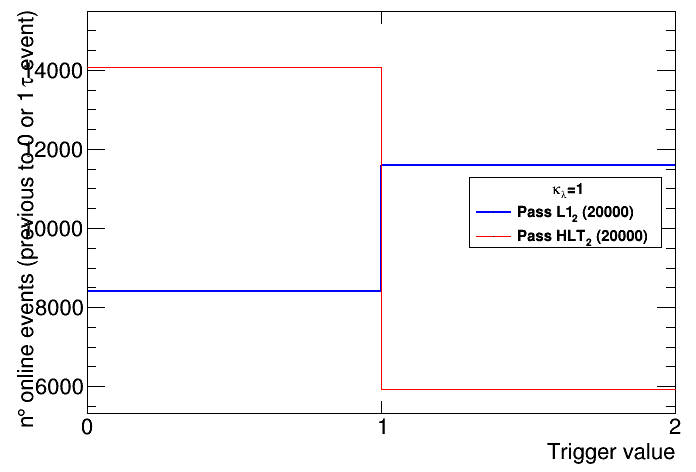 n° online events (previous to 0 or 1 τ event)
14000
12000
10000
8000
6000
κλ=1
Pass L1₂ (20000)
Pass HLT₂ (20000)
0 1 2
Trigger value